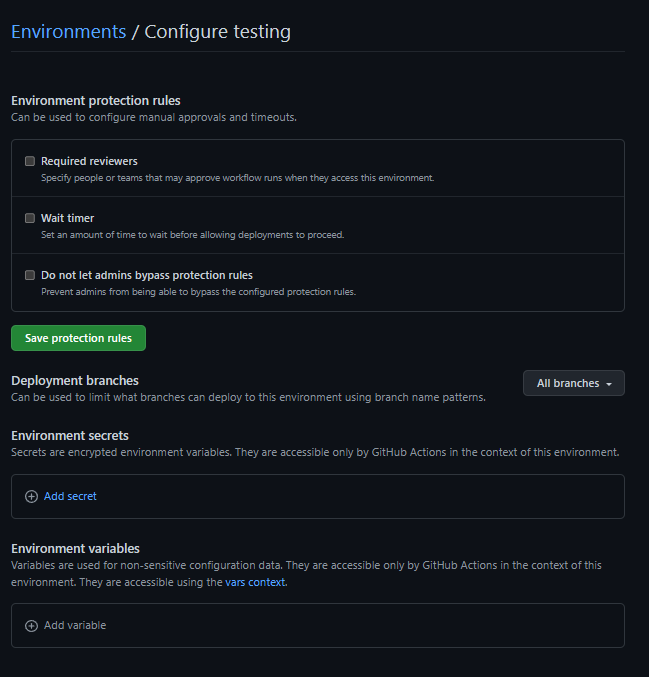 Environments / Configure testing
Environment protection rules
Can be used to configure manual approvals and timeouts.
Required reviewers
Specify people or teams that may approve workflow runs when they access this environment.
Wait timer
Set an amount of time to wait before allowing deployments to proceed.
Do not let admins bypass protection rules
Prevent admins from being able to bypass the configured protection rules.
Save protection rules
Deployment branches
All branches
Can be used to limit what branches can deploy to this environment using branch name patterns.
Environment secrets
Secrets are encrypted environment variables. They are accessible only by GitHub Actions in the context of this environment.
Add secret
Environment variables
Variables are used for non-sensitive configuration data. They are accessible only by GitHub Actions in the context of this
environment. They are accessible using the vars context.
Add variable